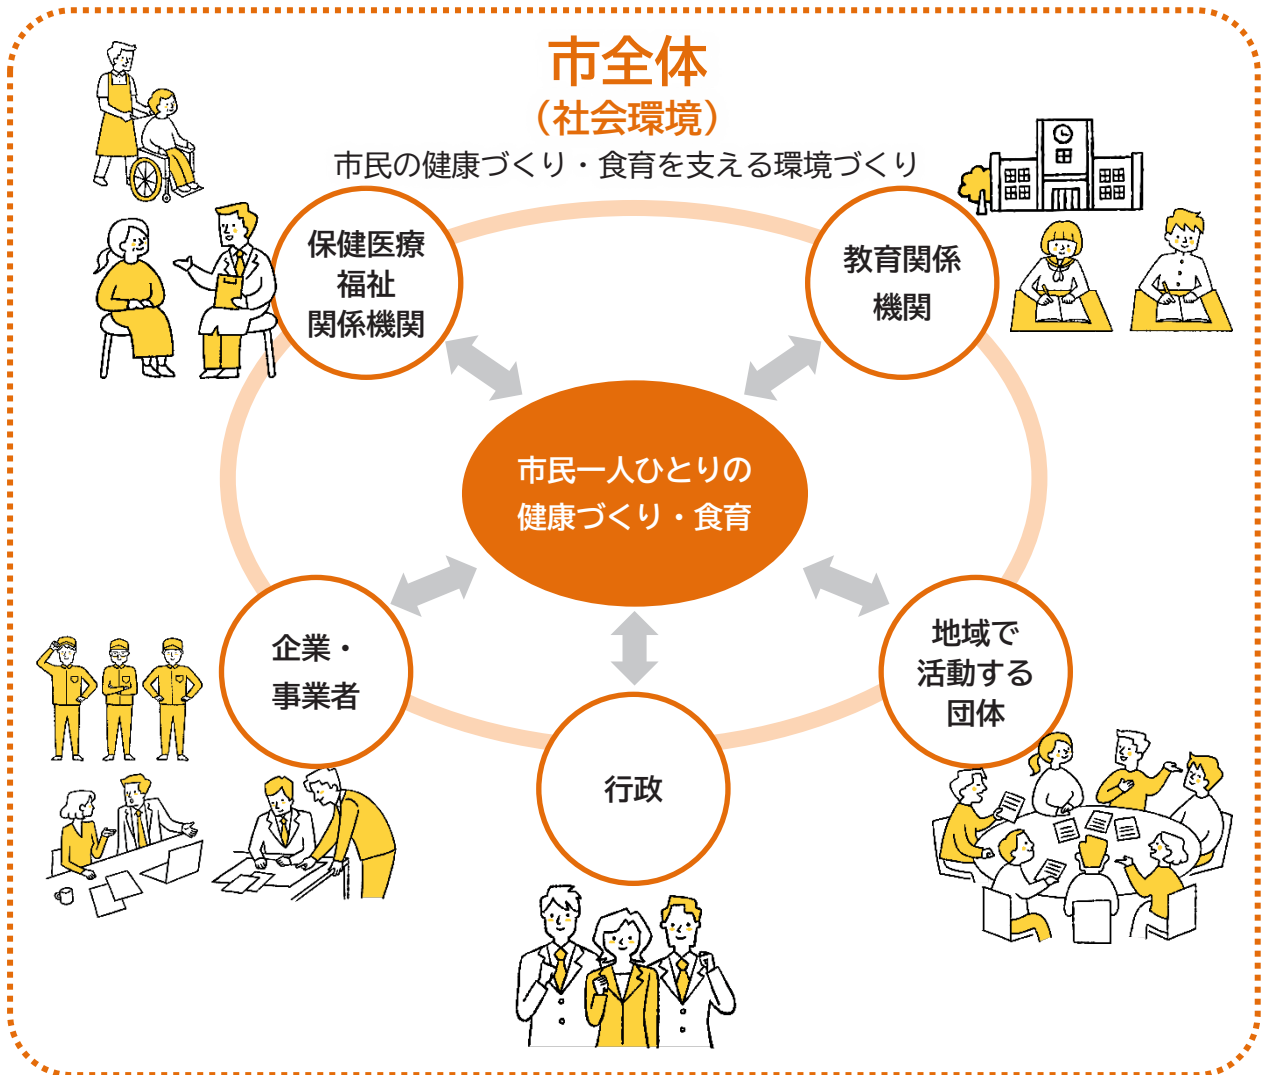 市全体
（社会環境）
市民の健康づくり・食育を支える環境づくり
保健医療
福祉
関係機関
教育関係
機関
市民一人ひとりの
健康づくり・食育
企業・
事業者
地域で
活動する
団体
行政